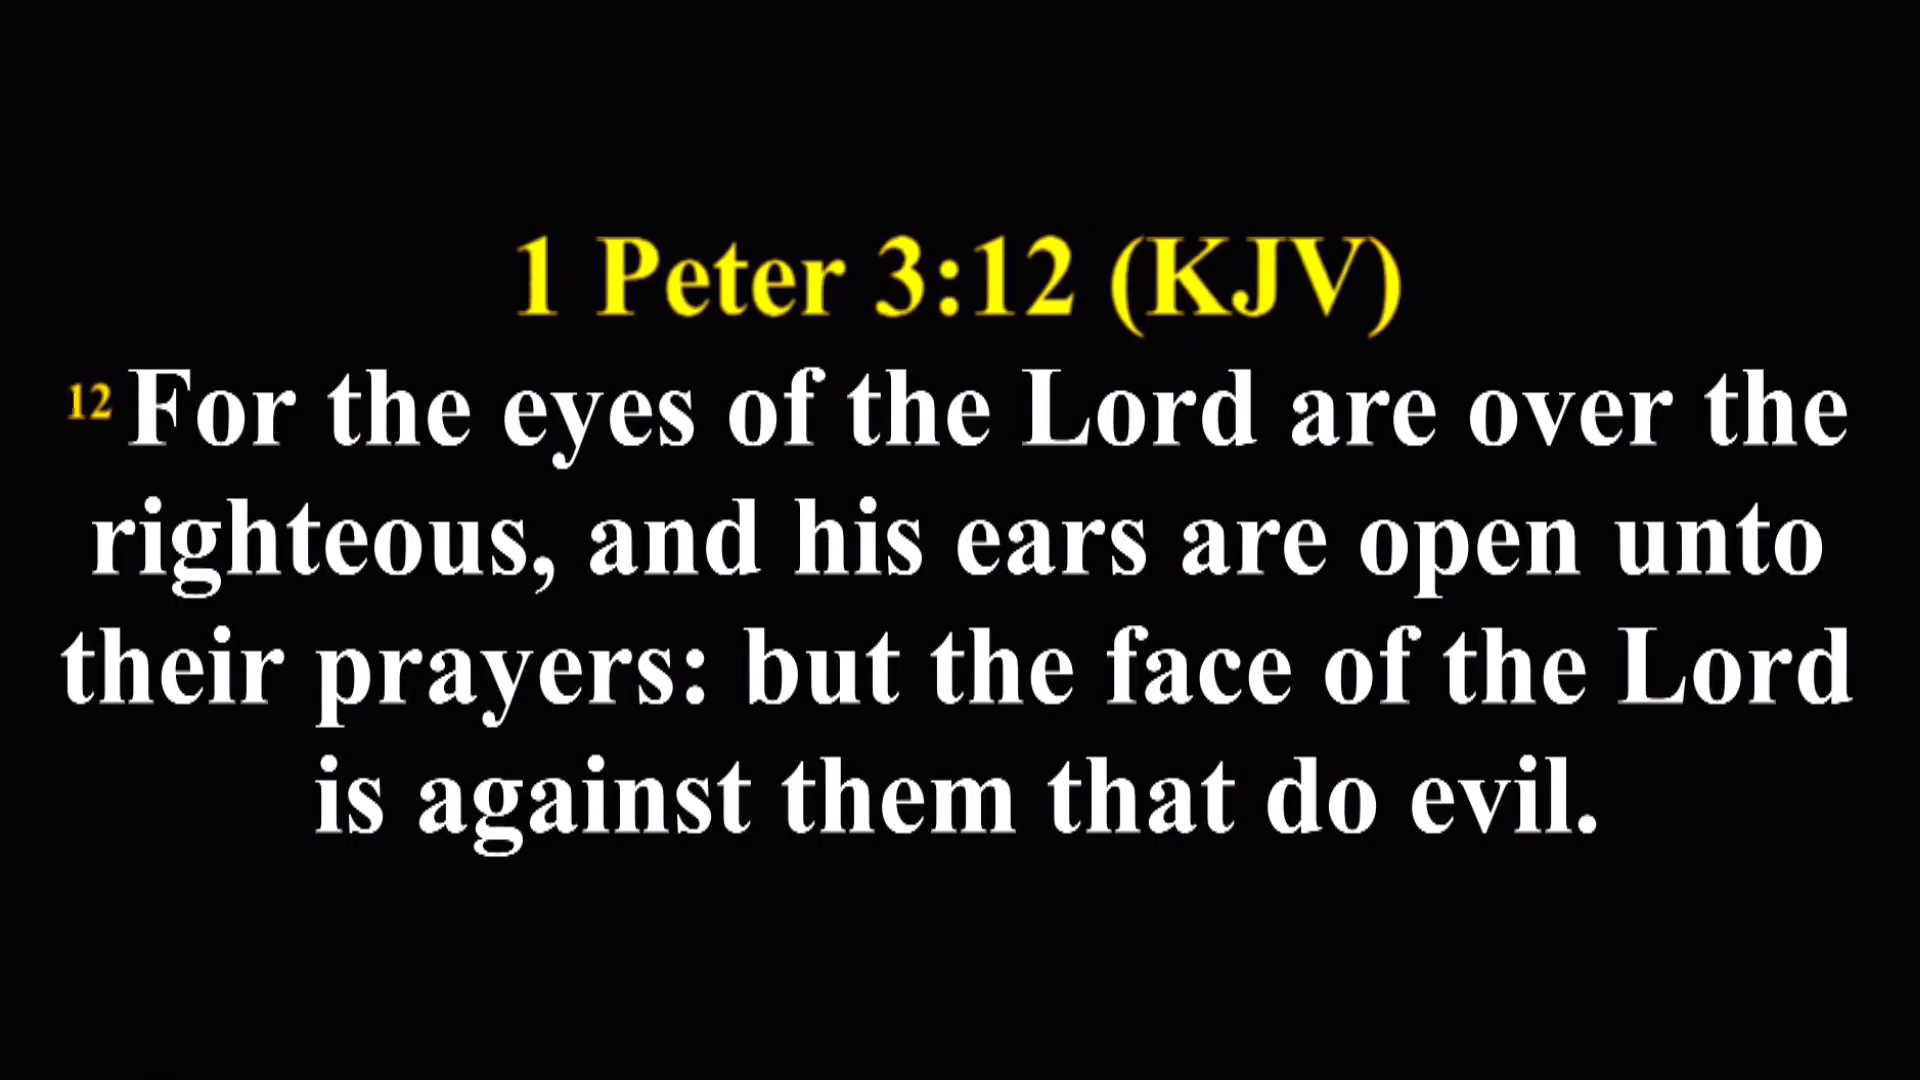 1 Peter 3:12 (KJV)
12 For the eyes of the Lord are over the
righteous, and his ears are open unto
their prayers: but the face of the Lord
is against them that do evil.